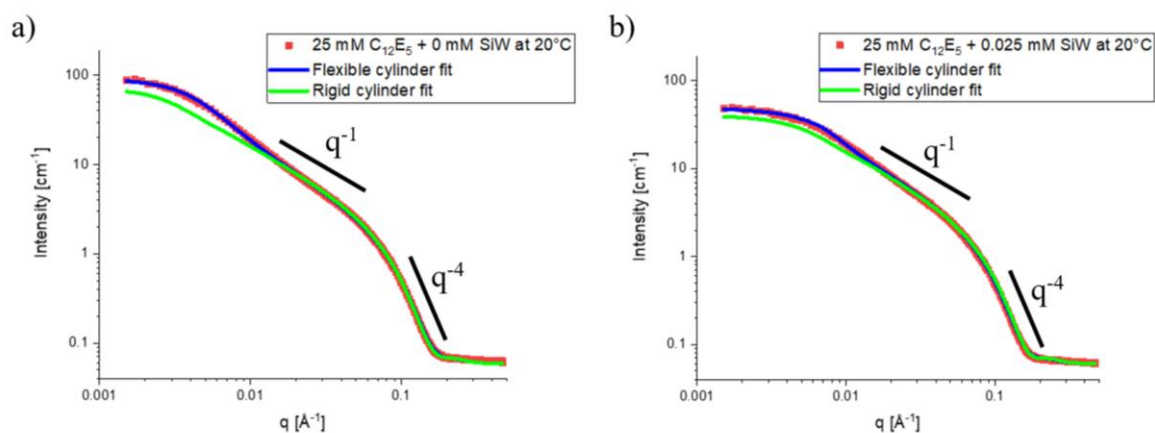 a)
25 mM C₁₂E₅ + 0 mM SiW at 20°C
Flexible cylinder fit
Rigid cylinder fit
100
10
1
0.1
Intensity [cm⁻¹]
q⁻¹
q⁻⁴
0.001
0.01
0.1
q [Å⁻¹]
b)
25 mM C₁₂E₅ + 0.025 mM SiW at 20°C
Flexible cylinder fit
Rigid cylinder fit
100
10
1
0.1
Intensity [cm⁻¹]
q⁻¹
q⁻⁴
0.001
0.01
0.1
q [Å⁻¹]